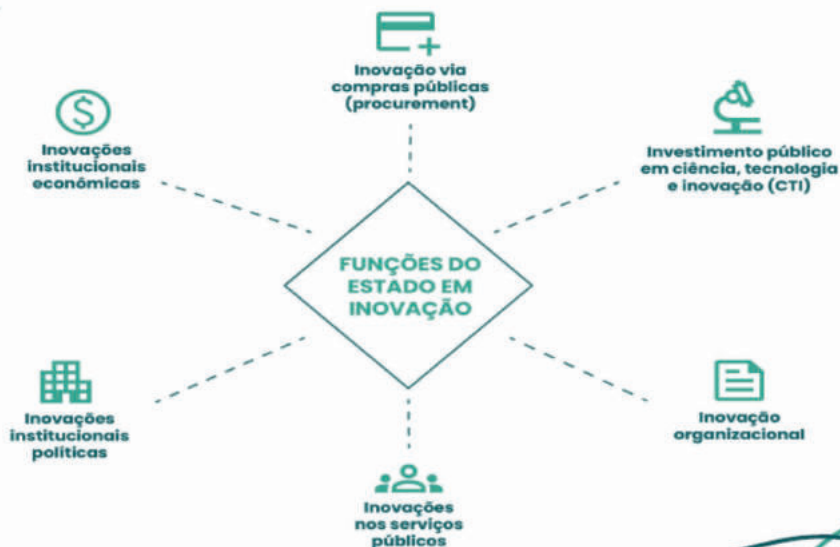 Inovação via
compras públicas
(procurement)
Inovações
institucionais
econômicas
Investimento público
em ciência, tecnologia
e inovação (CTI)
FUNÇÕES DO
ESTADO EM
INOVAÇÃO
Inovações
institucionais
políticas
Inovação
organizacional
Inovações
nos serviços
públicos